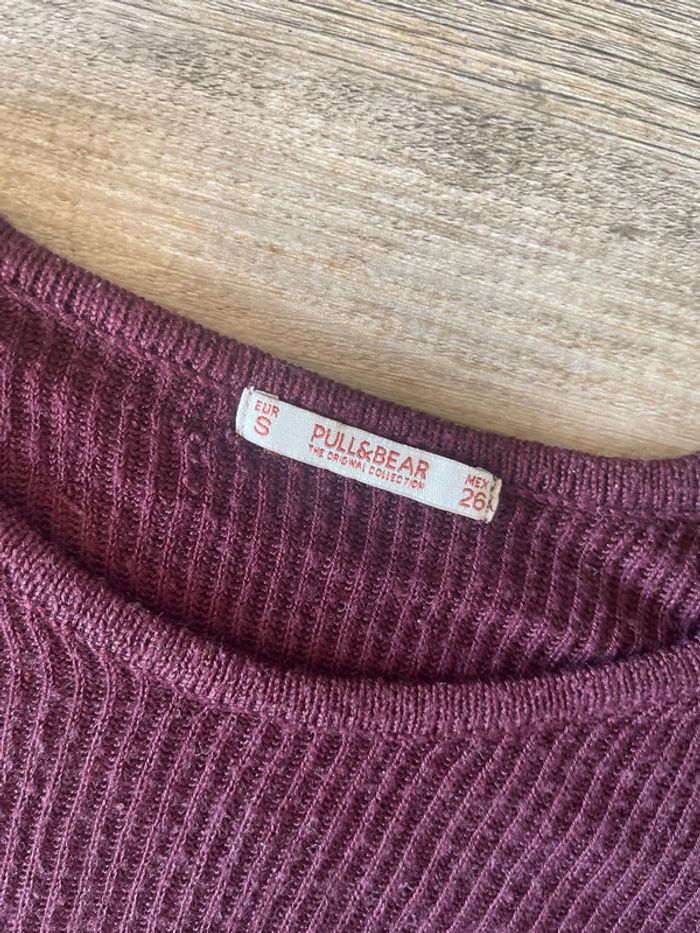 EUR
S
PULL&BEAR
THE ORIGINAL COLLECTION
MEX
26